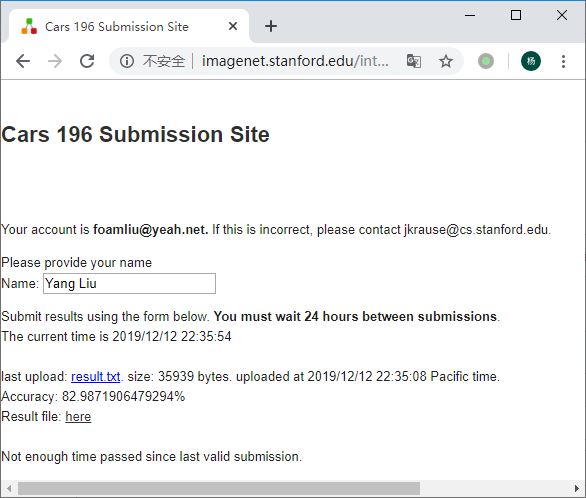 Cars 196 Submission Site
不安全
imagenet.stanford.edu/int...
杨
Cars 196 Submission Site
Your account is foamliu@yeah.net. If this is incorrect, please contact jkrause@cs.stanford.edu.
Please provide your name
Name: Yang Liu
Submit results using the form below. You must wait 24 hours between submissions.
The current time is 2019/12/12 22:35:54
last upload: result.txt. size: 35939 bytes. uploaded at 2019/12/12 22:35:08 Pacific time.
Accuracy: 82.9871906479294%
Result file: here
Not enough time passed since last valid submission.